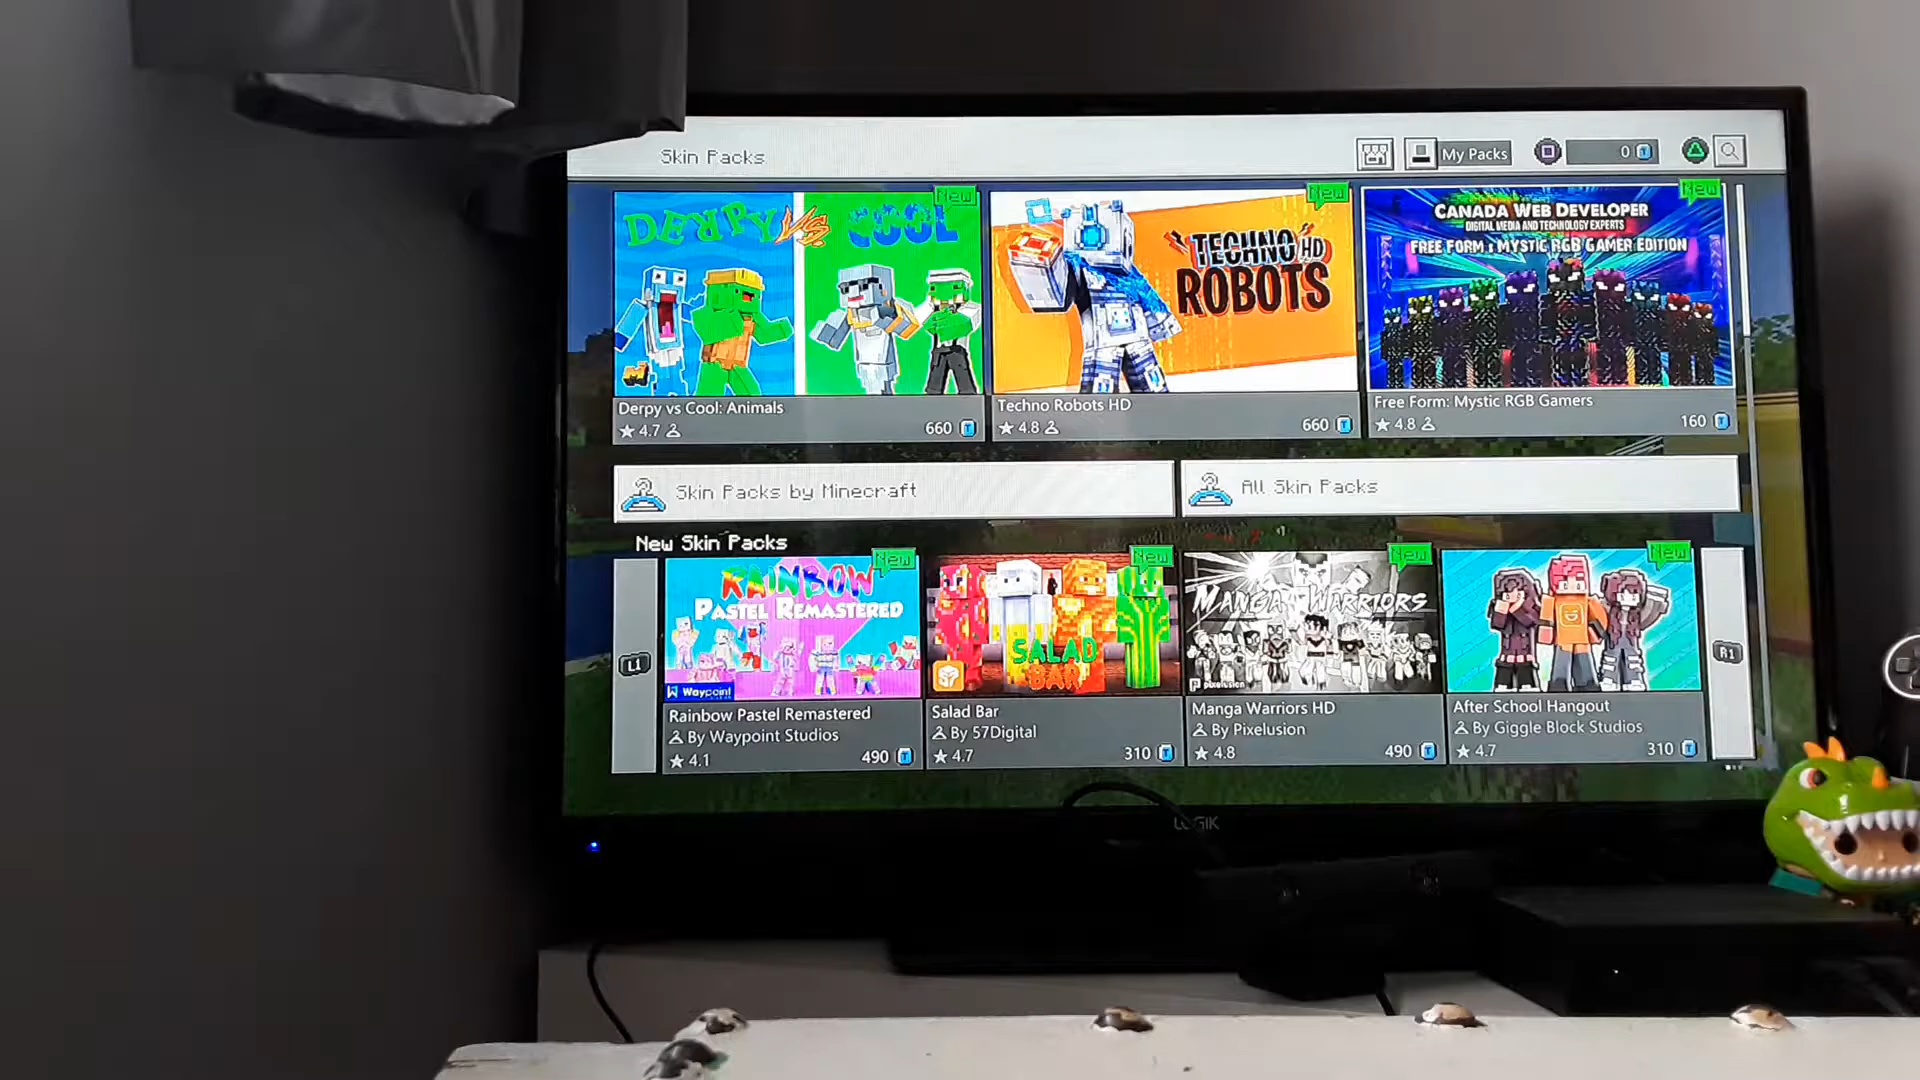 Skin Packs
My Packs
0
New
New
New
DERPY VS COOL
TECHNO HD
ROBOTS
CANADA WEB DEVELOPER
DIGITAL MEDIA AND TECHNOLOGY EXPERTS
FREE FORM : MYSTIC RGB GAMER EDITION
Derpy vs Cool: Animals
4.7
660
Techno Robots HD
4.8
660
Free Form: Mystic RGB Gamers
4.8
160
Skin Packs by Minecraft
All Skin Packs
New Skin Packs
New
New
New
New
L1
RAINBOW
PASTEL REMASTERED
Waypoint
SALAD
BAR
MANGA WARRIORS
pixelusion
R1
Rainbow Pastel Remastered
By Waypoint Studios
4.1
490
Salad Bar
By 57Digital
4.7
310
Manga Warriors HD
By Pixelusion
4.8
490
After School Hangout
By Giggle Block Studios
4.7
310
LOGIK